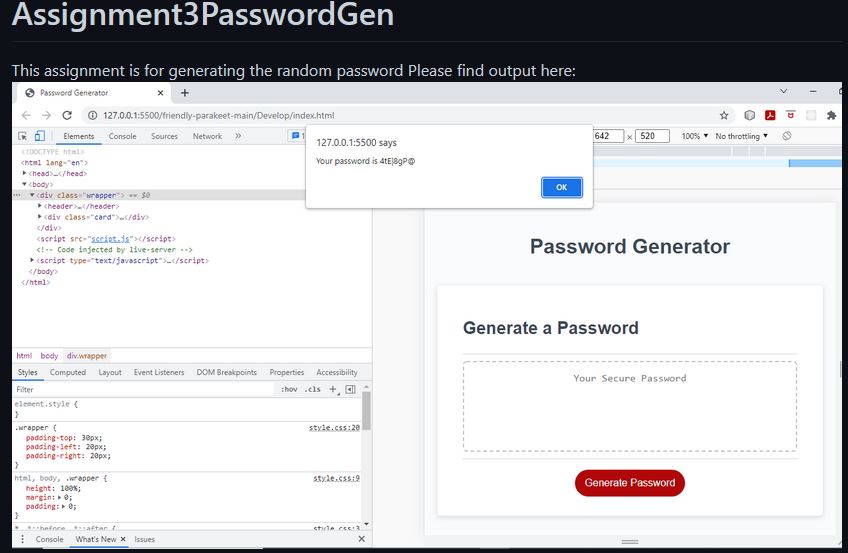 Assignment3PasswordGen
This assignment is for generating the random password Please find output here:
Password Generator
127.0.0.1:5500/friendly-parakeet-main/Develop/index.html
Elements Console Sources Network » 1
642 x 520 100% No throttling
127.0.0.1:5500 says
Your password is 4tE|8gP@
OK
<!DOCTYPE html>
<html lang="en">
<head>…</head>
<body>
<div class="wrapper"> == $0
<header>…</header>
<div class="card">…</div>
</div>
<script src="script.js"></script>
<!-- Code injected by live-server -->
<script type="text/javascript">…</script>
</body>
</html>
html body div.wrapper
Styles Computed Layout Event Listeners DOM Breakpoints Properties Accessibility
Filter :hov .cls +
element.style {
}
.wrapper { style.css:20
padding-top: 30px;
padding-left: 20px;
padding-right: 20px;
}
html, body, .wrapper { style.css:9
height: 100%;
margin: 0;
padding: 0;
}
*, *::before, *::after { style.css:3
Console What's New Issues
Password Generator
Generate a Password
Your Secure Password
Generate Password